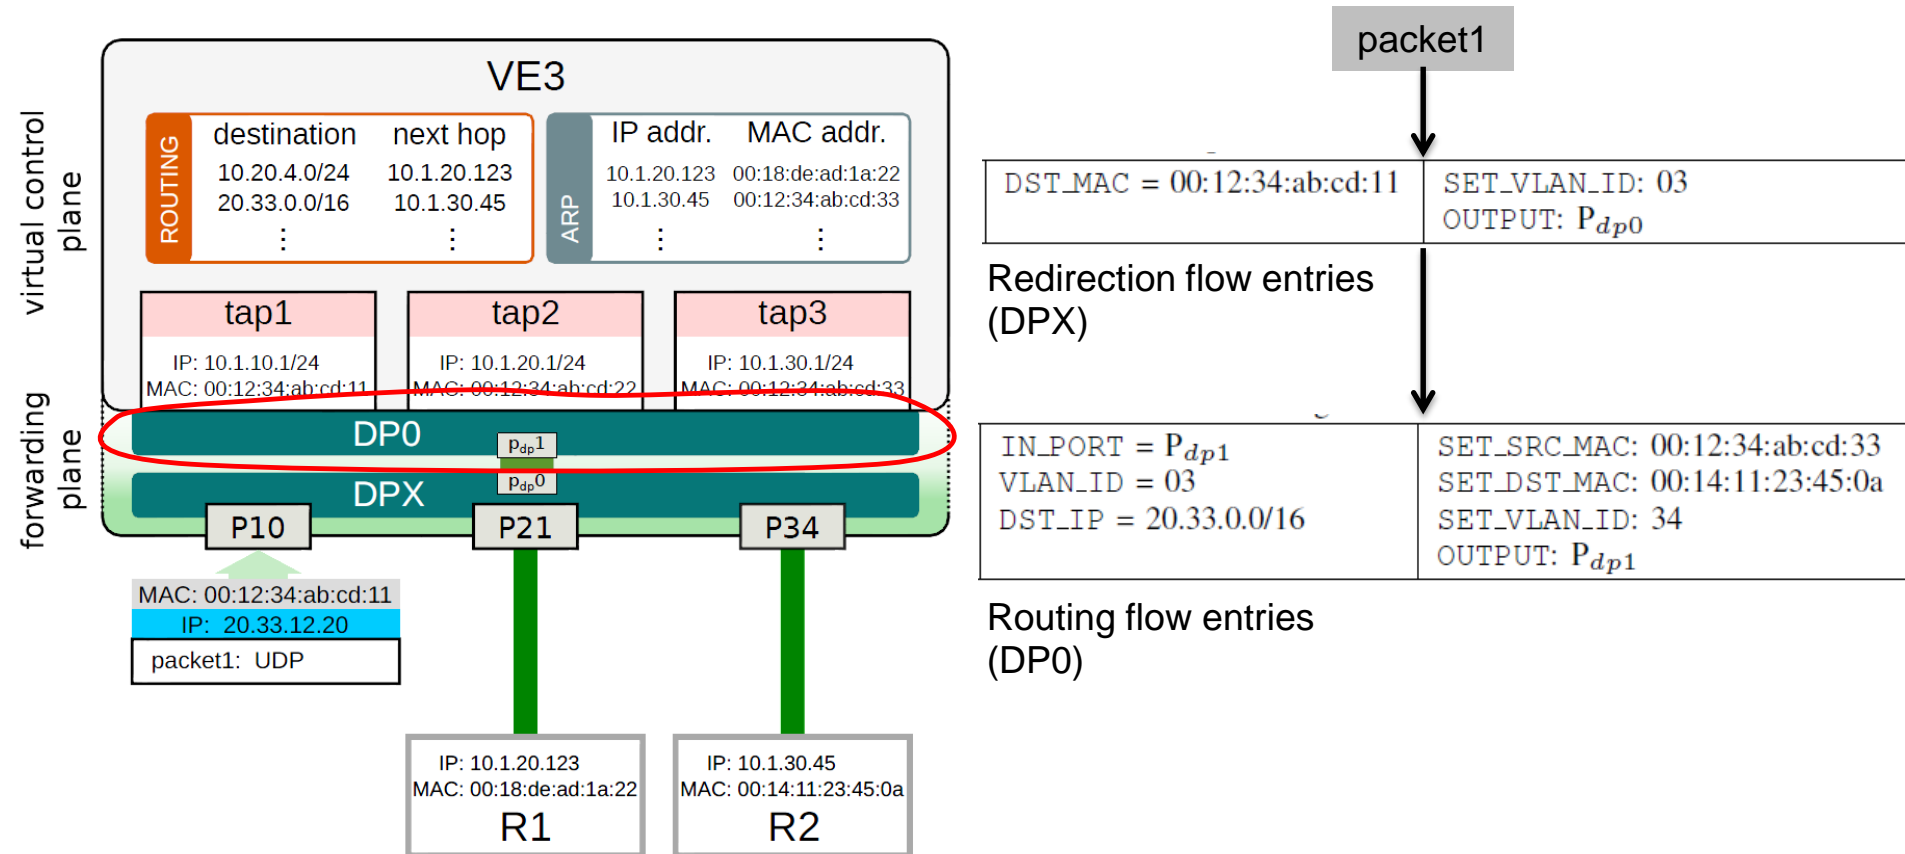 virtual control
plane
forwarding
plane
VE3
ROUTING
destination next hop
10.20.4.0/24 10.1.20.123
20.33.0.0/16 10.1.30.45
⋮ ⋮
ARP
IP addr. MAC addr.
10.1.20.123 00:18:de:ad:1a:22
10.1.30.45 00:12:34:ab:cd:33
⋮ ⋮
tap1
IP: 10.1.10.1/24
MAC: 00:12:34:ab:cd:11
tap2
IP: 10.1.20.1/24
MAC: 00:12:34:ab:cd:22
tap3
IP: 10.1.30.1/24
MAC: 00:12:34:ab:cd:33
DP0
Pdp1
DPX
Pdp0
P10
P21
P34
MAC: 00:12:34:ab:cd:11
IP: 20.33.12.20
packet1: UDP
IP: 10.1.20.123
MAC: 00:18:de:ad:1a:22
R1
IP: 10.1.30.45
MAC: 00:14:11:23:45:0a
R2
packet1
DST_MAC = 00:12:34:ab:cd:11
SET_VLAN_ID: 03
OUTPUT: Pdp0
Redirection flow entries
(DPX)
IN_PORT = Pdp1
VLAN_ID = 03
DST_IP = 20.33.0.0/16
SET_SRC_MAC: 00:12:34:ab:cd:33
SET_DST_MAC: 00:14:11:23:45:0a
SET_VLAN_ID: 34
OUTPUT: Pdp1
Routing flow entries
(DP0)